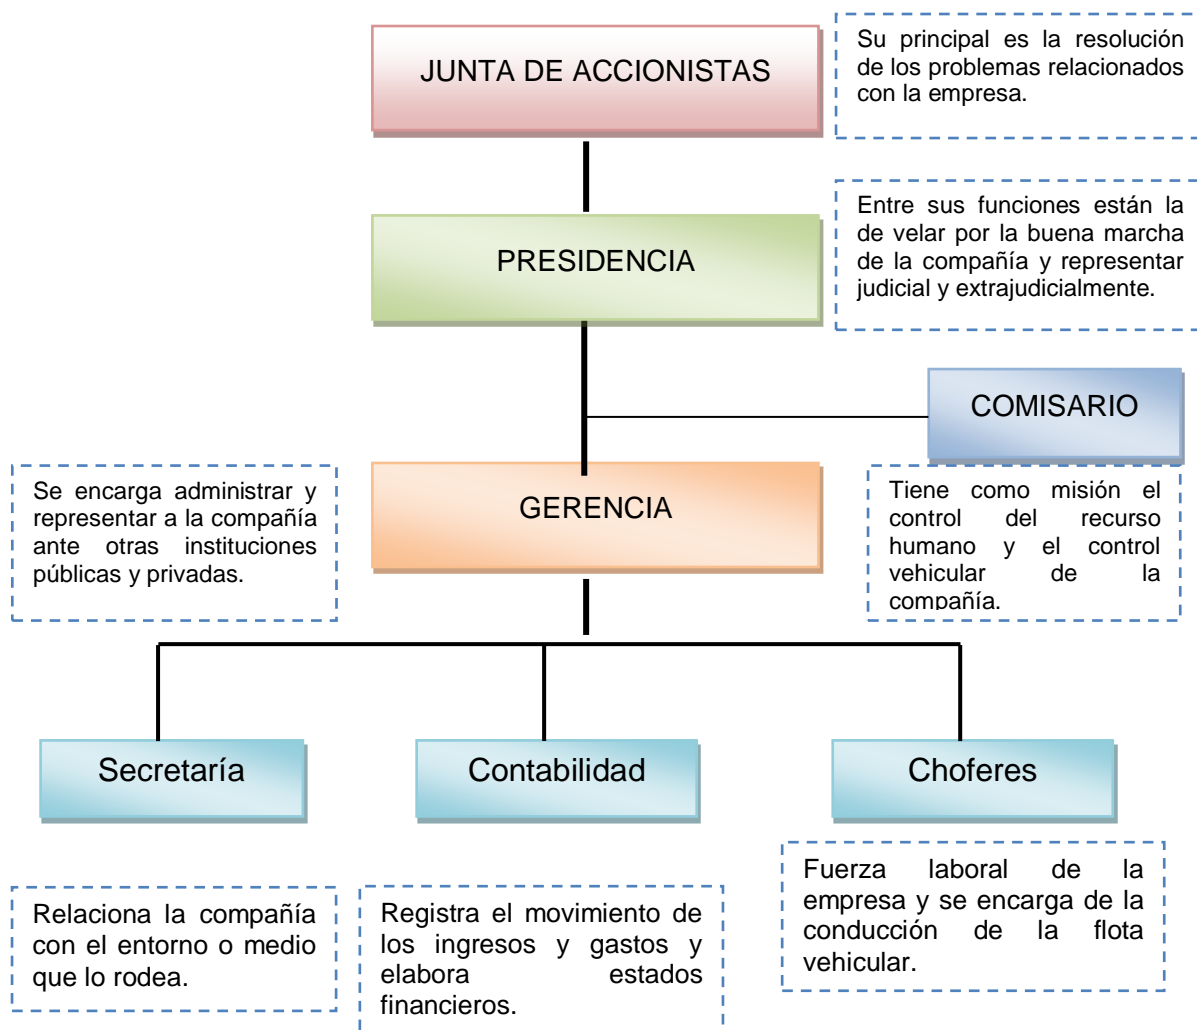 JUNTA DE ACCIONISTAS
Su principal es la resolución
de los problemas relacionados
con la empresa.
PRESIDENCIA
Entre sus funciones están la
de velar por la buena marcha
de la compañía y representar
judicial y extrajudicialmente.
COMISARIO
Tiene como misión el
control del recurso
humano y el control
vehicular de la
compañía.
GERENCIA
Se encarga administrar y
representar a la compañía
ante otras instituciones
públicas y privadas.
Secretaría
Contabilidad
Choferes
Relaciona la compañía
con el entorno o medio
que lo rodea.
Registra el movimiento de
los ingresos y gastos y
elabora estados
financieros.
Fuerza laboral de la
empresa y se encarga de la
conducción de la flota
vehicular.